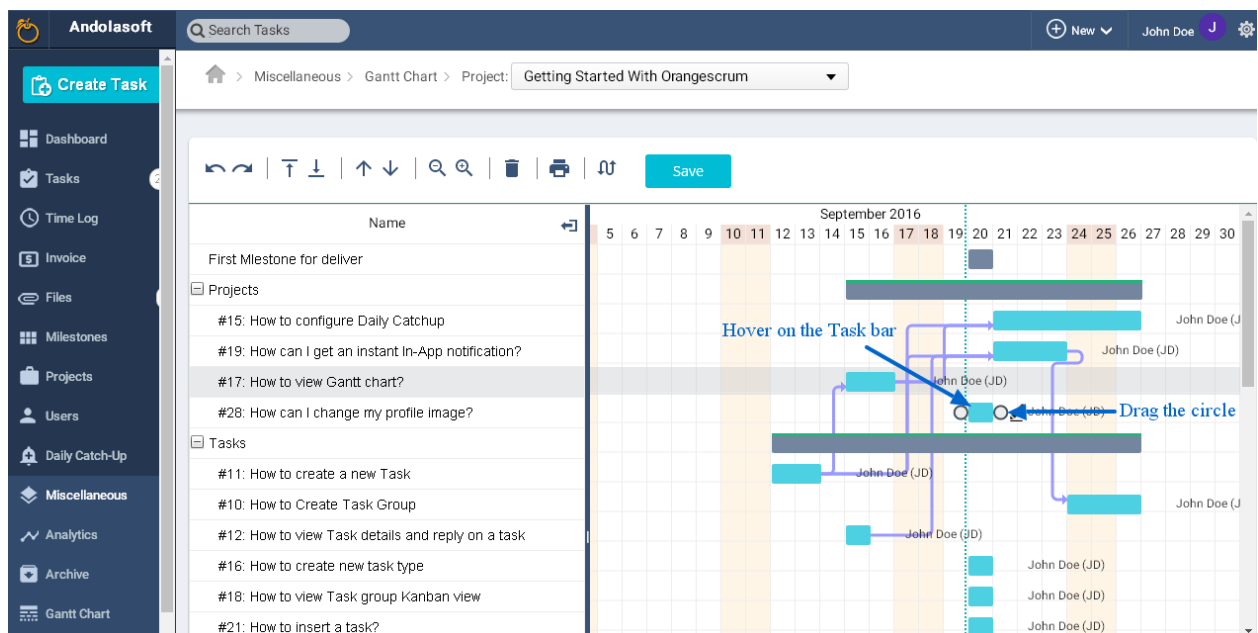 Andolasoft
Search Tasks
New
John Doe
J
Create Task
Miscellaneous > Gantt Chart > Project: Getting Started With Orangescrum
Dashboard
Tasks
2
Time Log
Invoice
Files
Milestones
Projects
Users
Daily Catch-Up
Miscellaneous
Analytics
Archive
Gantt Chart
Save
Name
September 2016
5 6 7 8 9 10 11 12 13 14 15 16 17 18 19 20 21 22 23 24 25 26 27 28 29 30
First Mlestone for deliver
Projects
#15: How to configure Daily Catchup
John Doe (J
Hover on the Task bar
#19: How can I get an instant In-App notification?
John Doe (JD)
#17: How to view Gantt chart?
John Doe (JD)
#28: How can I change my profile image?
John Doe (JD)
Drag the circle
Tasks
#11: How to create a new Task
John Doe (JD)
#10: How to Create Task Group
John Doe (J
#12: How to view Task details and reply on a task
John Doe (JD)
#16: How to create new task type
John Doe (JD)
#18: How to view Task group Kanban view
John Doe (JD)
#21: How to insert a task?
John Doe (JD)